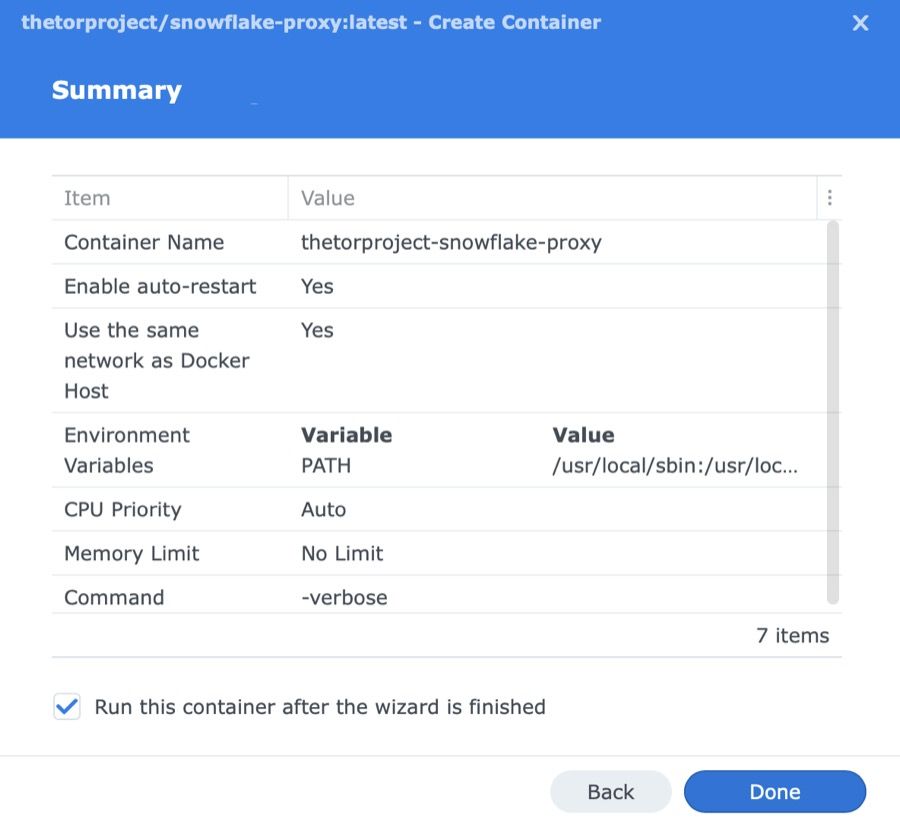 thetorproject/snowflake-proxy:latest - Create Container
Summary
Item Value
Container Name thetorproject-snowflake-proxy
Enable auto-restart Yes
Use the same Yes
network as Docker
Host
Environment Variable Value
Variables PATH /usr/local/sbin:/usr/loc...
CPU Priority Auto
Memory Limit No Limit
Command -verbose
7 items
Run this container after the wizard is finished
Back Done